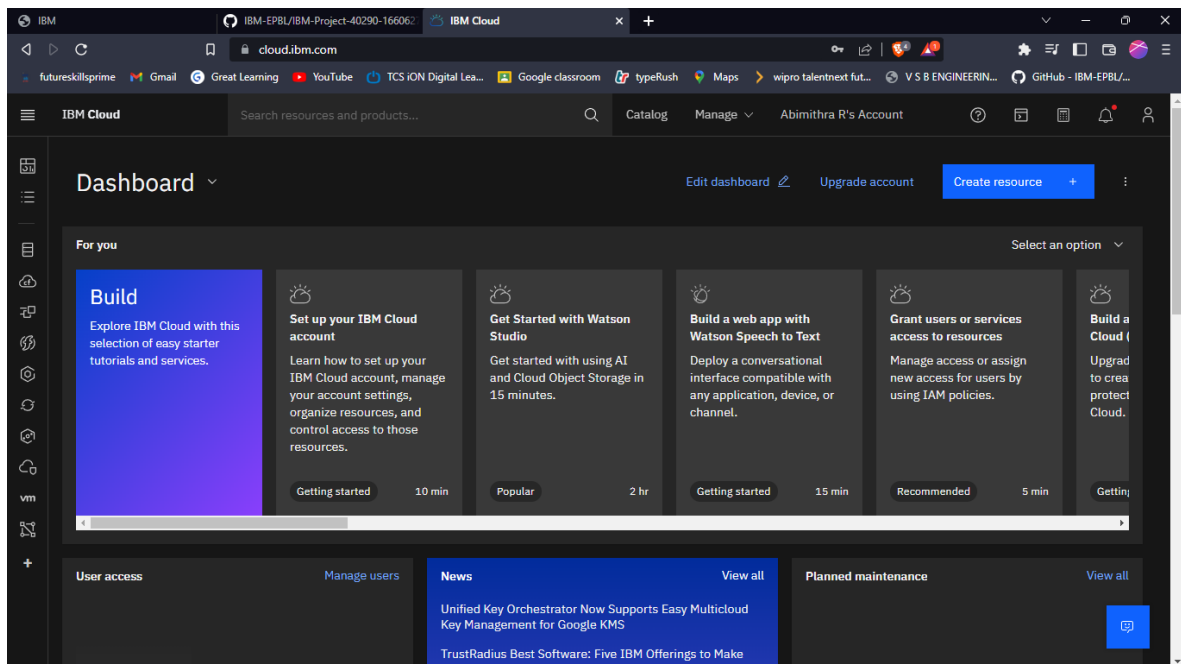 IBM
IBM-EPBL/IBM-Project-40290-166062
IBM Cloud
cloud.ibm.com
futureskillsprime
Gmail
Great Learning
YouTube
TCS iON Digital Lea...
Google classroom
typeRush
Maps
wipro talentnext fut...
V S B ENGINEERIN...
GitHub - IBM-EPBL/...
IBM Cloud
Search resources and products...
Catalog
Manage
Abimithra R's Account
Dashboard
Edit dashboard
Upgrade account
Create resource +
For you
Select an option
Build
Explore IBM Cloud with this
selection of easy starter
tutorials and services.
Set up your IBM Cloud
account
Learn how to set up your
IBM Cloud account, manage
your account settings,
organize resources, and
control access to those
resources.
Getting started
10 min
Get Started with Watson
Studio
Get started with using AI
and Cloud Object Storage in
15 minutes.
Popular
2 hr
Build a web app with
Watson Speech to Text
Deploy a conversational
interface compatible with
any application, device, or
channel.
Getting started
15 min
Grant users or services
access to resources
Manage access or assign
new access for users by
using IAM policies.
Recommended
5 min
Build a
Cloud (
Upgrad
to crea
protect
Cloud.
Getting
vm
User access
Manage users
News
View all
Unified Key Orchestrator Now Supports Easy Multicloud
Key Management for Google KMS
TrustRadius Best Software: Five IBM Offerings to Make
Planned maintenance
View all